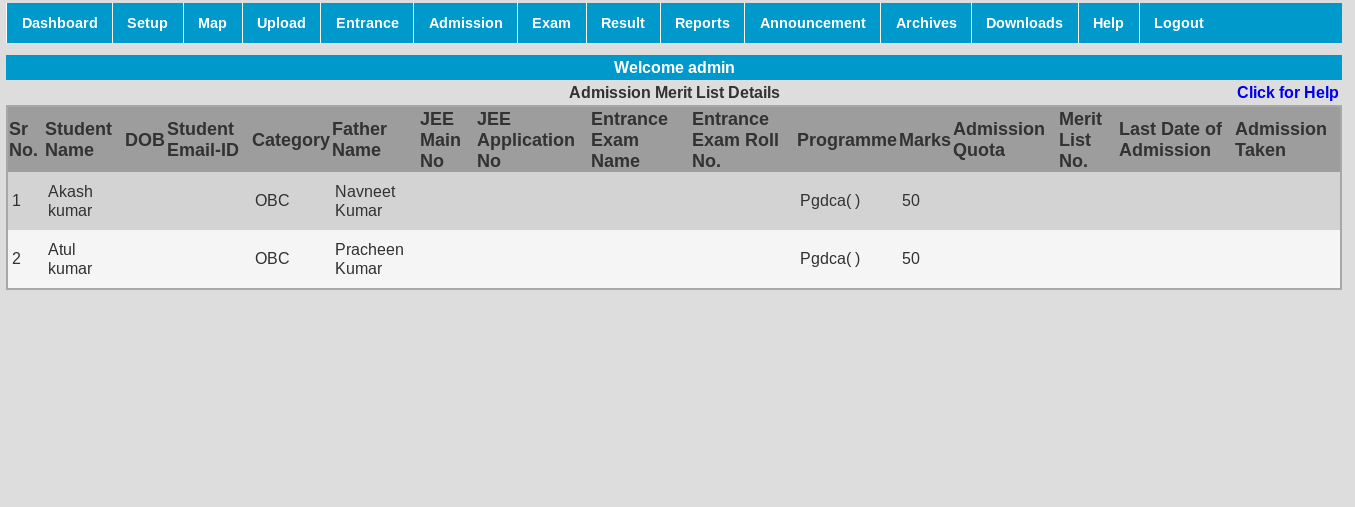 Dashboard Setup Map Upload Entrance Admission Exam Result Reports Announcement Archives Downloads Help Logout
Welcome admin
Admission Merit List Details Click for Help
Sr No. Student Name DOB Student Email-ID Category Father Name JEE Main No JEE Application No Entrance Exam Name Entrance Exam Roll No. Programme Marks Admission Quota Merit List No. Last Date of Admission Admission Taken
1 Akash kumar OBC Navneet Kumar Pgdca( ) 50
2 Atul kumar OBC Pracheen Kumar Pgdca( ) 50